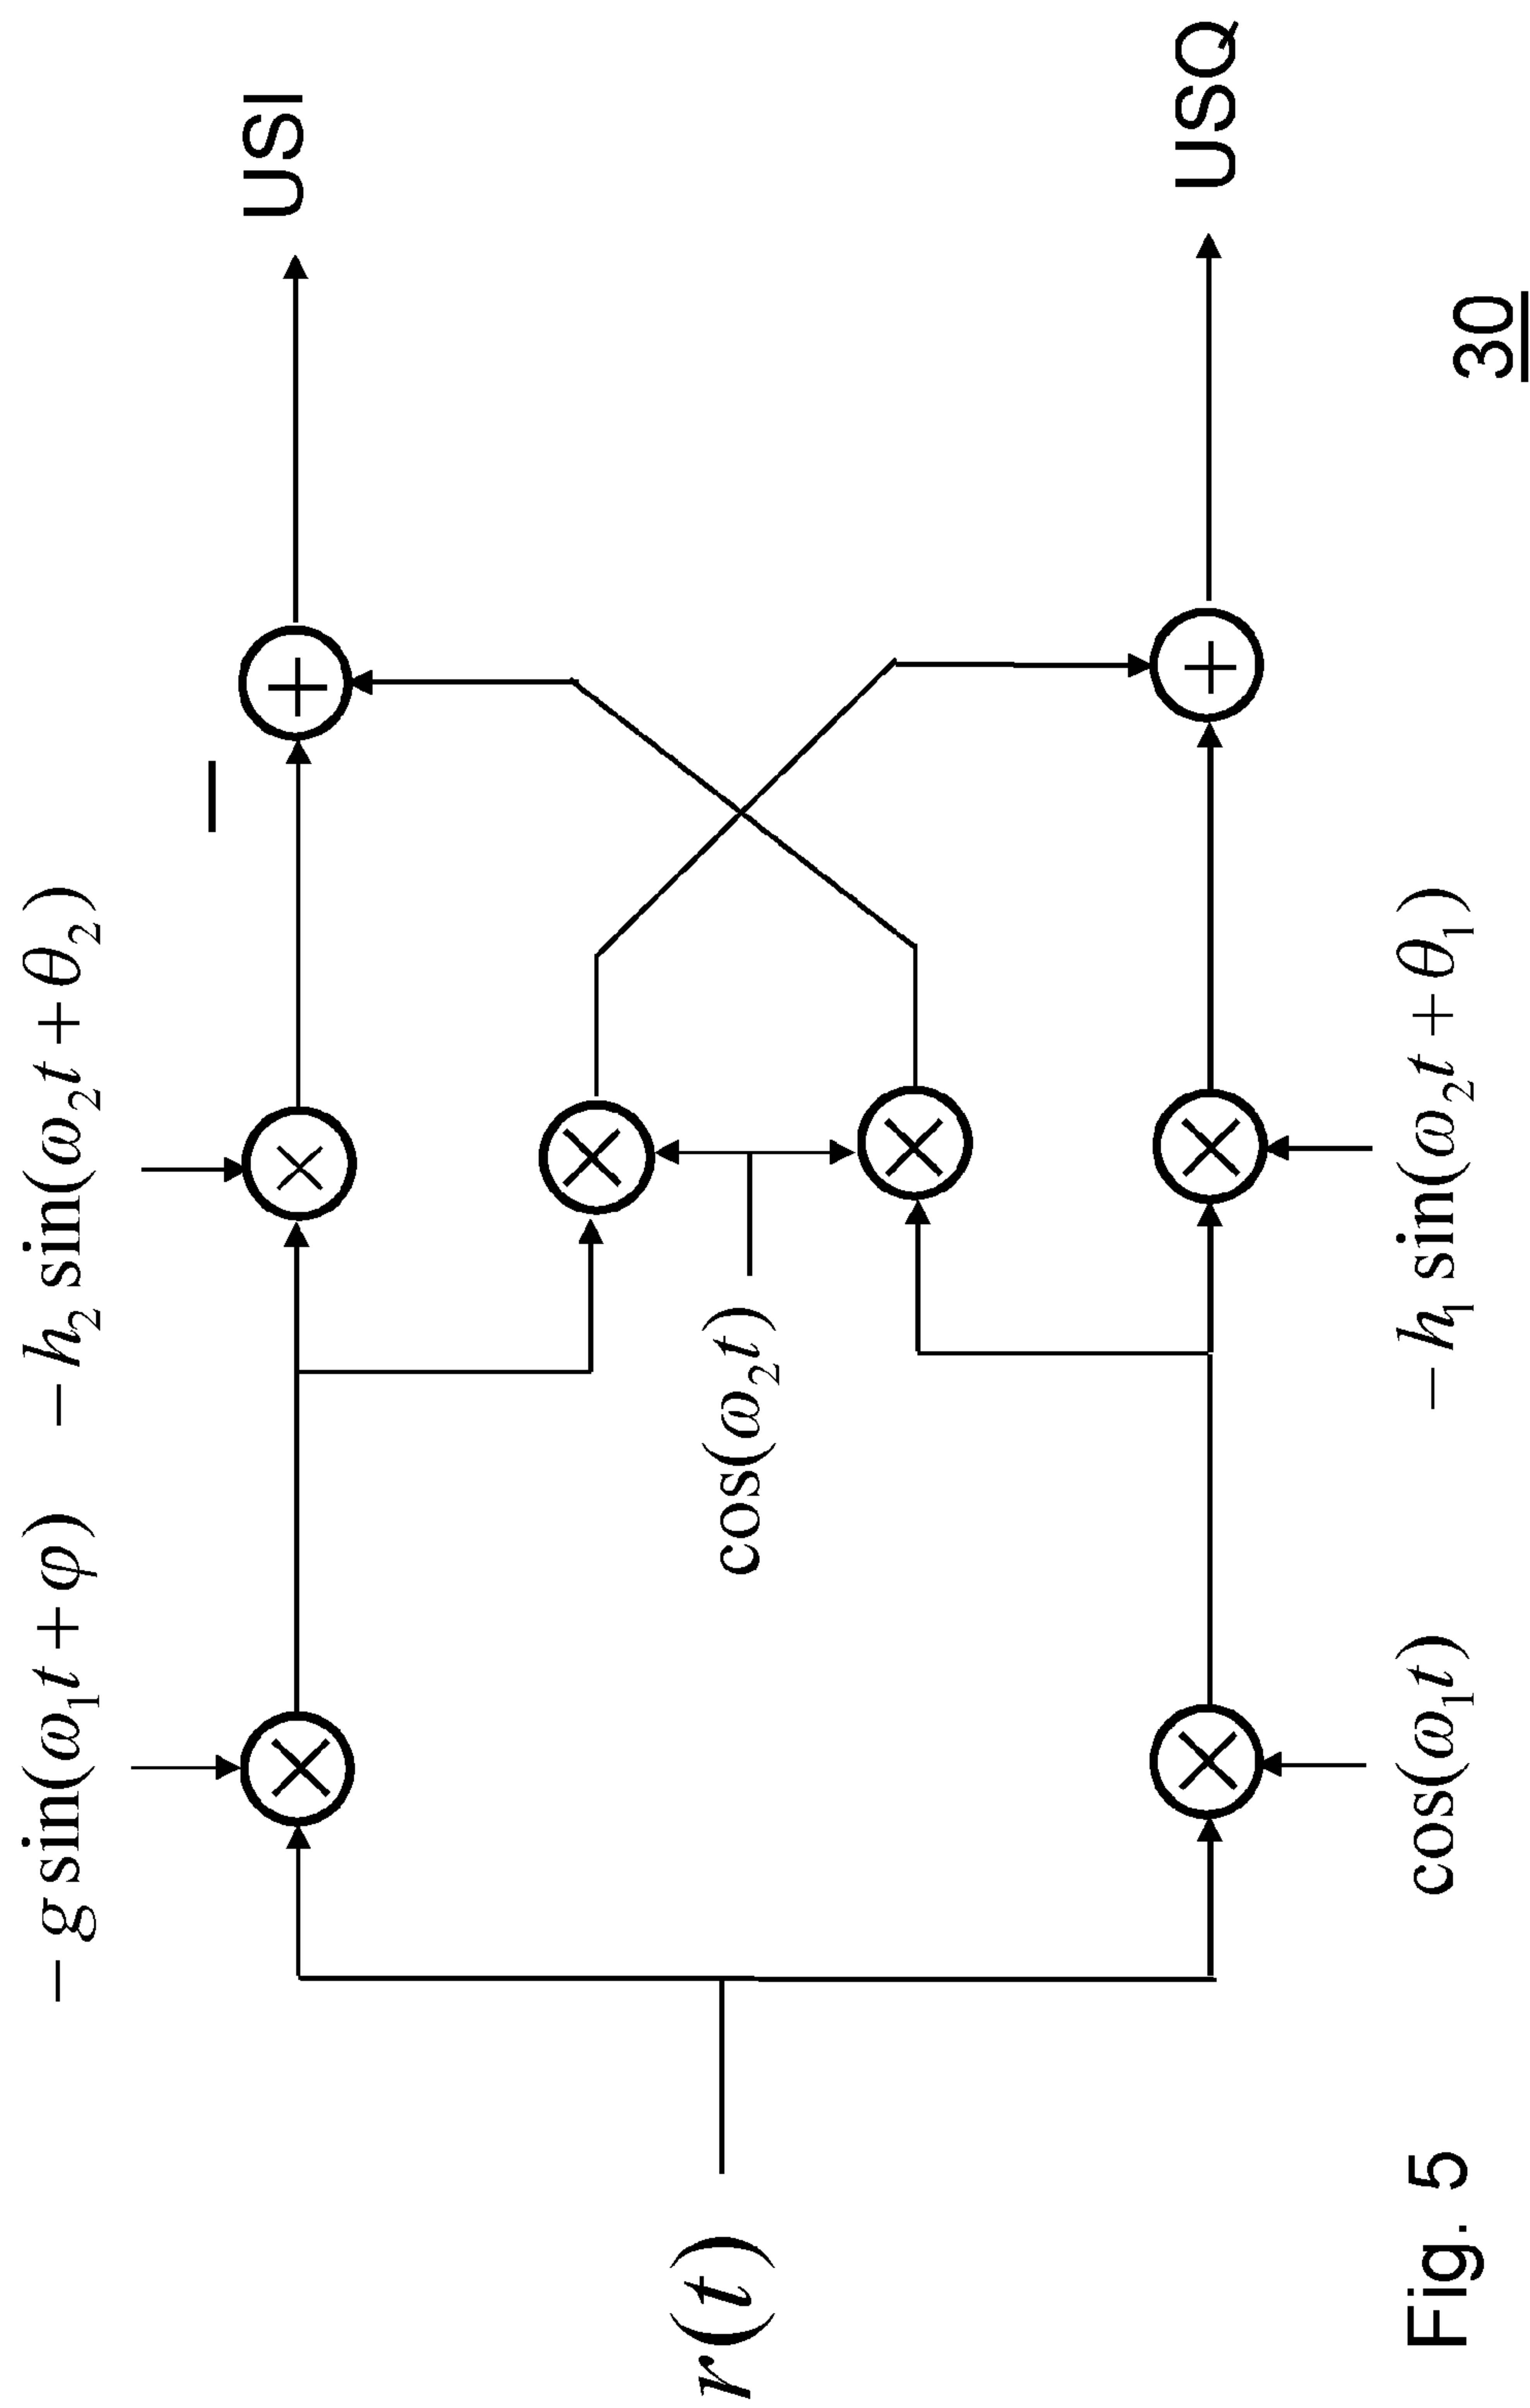 − g sin(ω₁t + φ)
− h₂ sin(ω₂t + θ₂)
−
USI
r(t)
cos(ω₂t)
cos(ω₁t)
− h₁ sin(ω₂t + θ₁)
USQ
Fig. 5
30